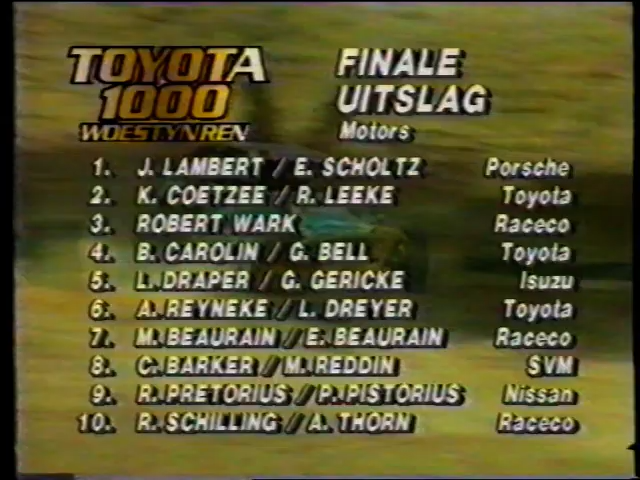 TOYOTA
1000
WOESTYNREN
FINALE
UITSLAG
Motors
1. J. LAMBERT / E. SCHOLTZ Porsche
2. K. COETZEE / R. LEEKE Toyota
3. ROBERT WARK Raceco
4. B. CAROLIN / G. BELL Toyota
5. L. DRAPER / G. GERICKE Isuzu
6. A. REYNEKE / L. DREYER Toyota
7. M. BEAURAIN / E. BEAURAIN Raceco
8. C. BARKER / M. REDDIN SVM
9. R. PRETORIUS / P. PISTORIUS Nissan
10. R. SCHILLING / A. THORN Raceco